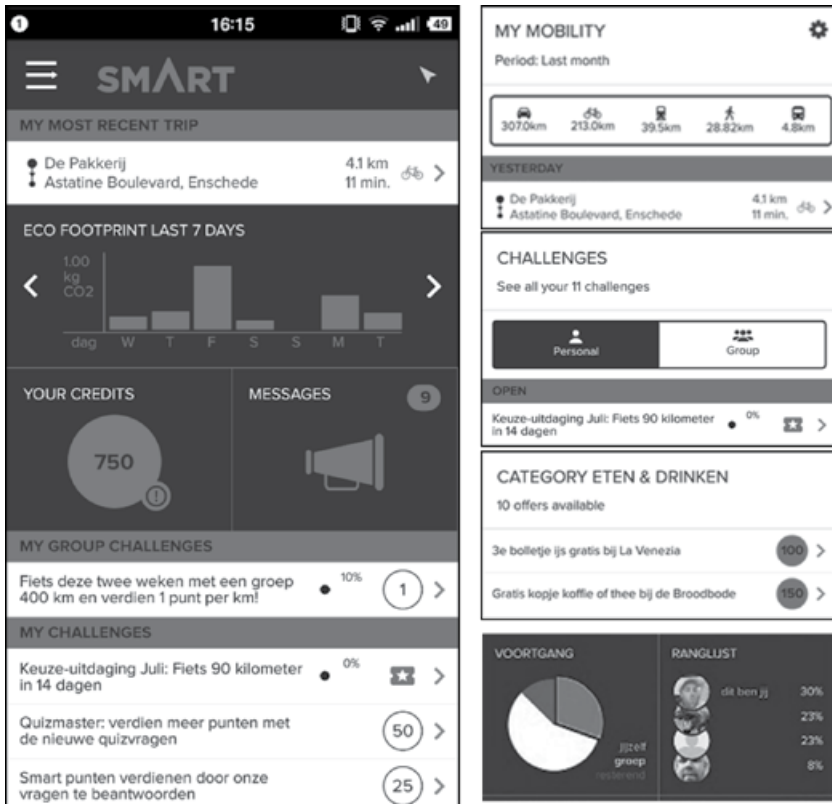 1
16:15
49
SMART
MY MOST RECENT TRIP
De Pakkerij
Astatine Boulevard, Enschede
4.1 km
11 min.
ECO FOOTPRINT LAST 7 DAYS
1.00
kg
CO2
dag W T F S S M T
YOUR CREDITS
750
MESSAGES
9
MY GROUP CHALLENGES
Fiets deze twee weken met een groep
400 km en verdien 1 punt per km!
10%
1
MY CHALLENGES
Keuze-uitdaging Juli: Fiets 90 kilometer
in 14 dagen
0%
Quizmaster: verdien meer punten met
de nieuwe quizvragen
50
Smart punten verdienen door onze
vragen te beantwoorden
25
MY MOBILITY
Period: Last month
307.0km 213.0km 39.5km 28.82km 4.8km
YESTERDAY
De Pakkerij
Astatine Boulevard, Enschede
4.1 km
11 min.
CHALLENGES
See all your 11 challenges
Personal
Group
OPEN
Keuze-uitdaging Juli: Fiets 90 kilometer
in 14 dagen
0%
CATEGORY ETEN & DRINKEN
10 offers available
3e bolletje ijs gratis bij La Venezia
100
Gratis kopje koffie of thee bij de Broodbode
150
VOORTGANG
jijzelf
groep
resterend
RANGLIJST
dit ben jij 30%
23%
23%
8%